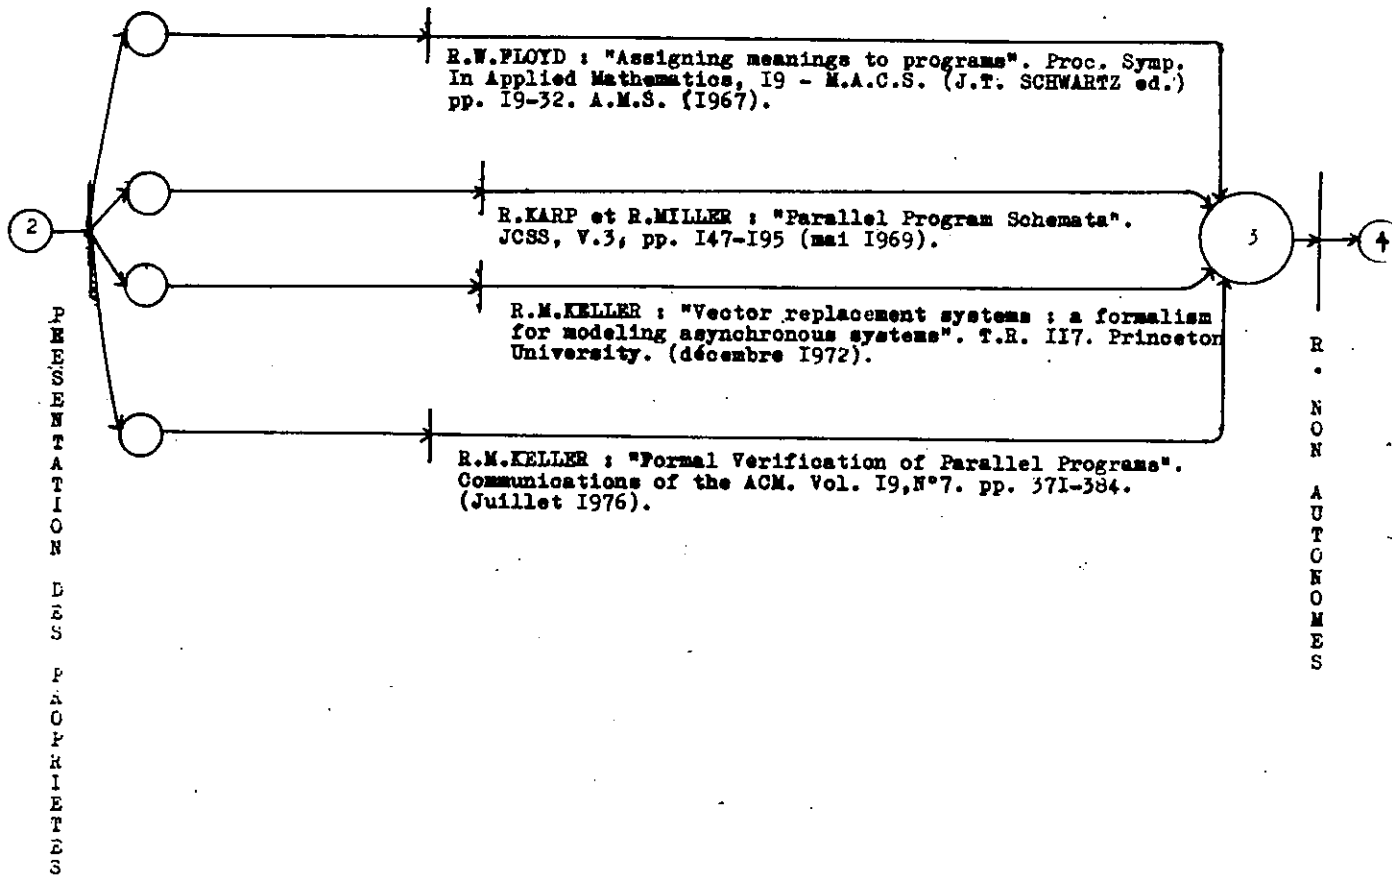 R.W.FLOYD : "Assigning meanings to programs". Proc. Symp.
In Applied Mathematics, I9 - M.A.C.S. (J.T. SCHWARTZ ed.)
pp. I9-32. A.M.S. (I967).
2
R.KARP et R.MILLER : "Parallel Program Schemata".
JCSS, V.3, pp. I47-I95 (mai I969).
3
4
R.M.KELLER : "Vector replacement systems : a formalism
for modeling asynchronous systems". T.R. II7. Princeton
University. (décembre I972).
R.M.KELLER : "Formal Verification of Parallel Programs".
Communications of the ACM. Vol. I9,N°7. pp. 37I-384.
(Juillet I976).
PRESENTATION DES PROPRIETES
R. NON AUTONOMES